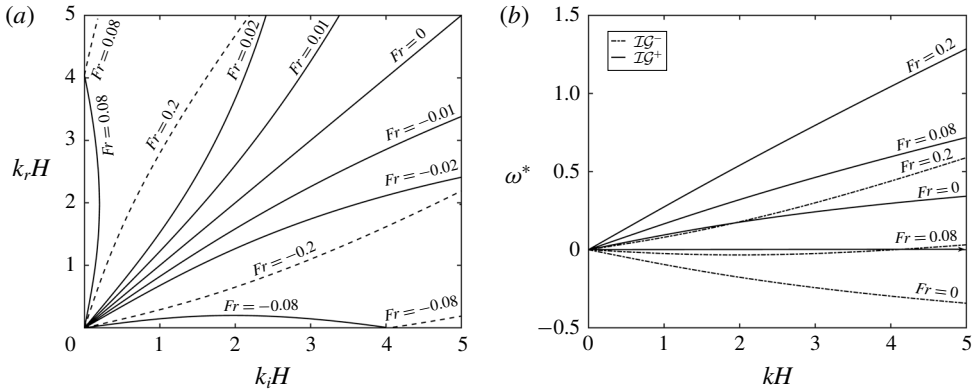 (a)
5
4
3
2
1
0
1
2
3
4
5
k_rH
k_iH
Fr = 0.08
Fr = 0.08
Fr = 0.2
Fr = 0.02
Fr = 0.01
Fr = 0
Fr = −0.01
Fr = −0.02
Fr = −0.2
Fr = −0.08
Fr = −0.08
(b)
1.5
1.0
0.5
0
−0.5
0
1
2
3
4
5
ω*
kH
IG⁻
IG⁺
Fr = 0.2
Fr = 0.08
Fr = 0.2
Fr = 0
Fr = 0.08
Fr = 0